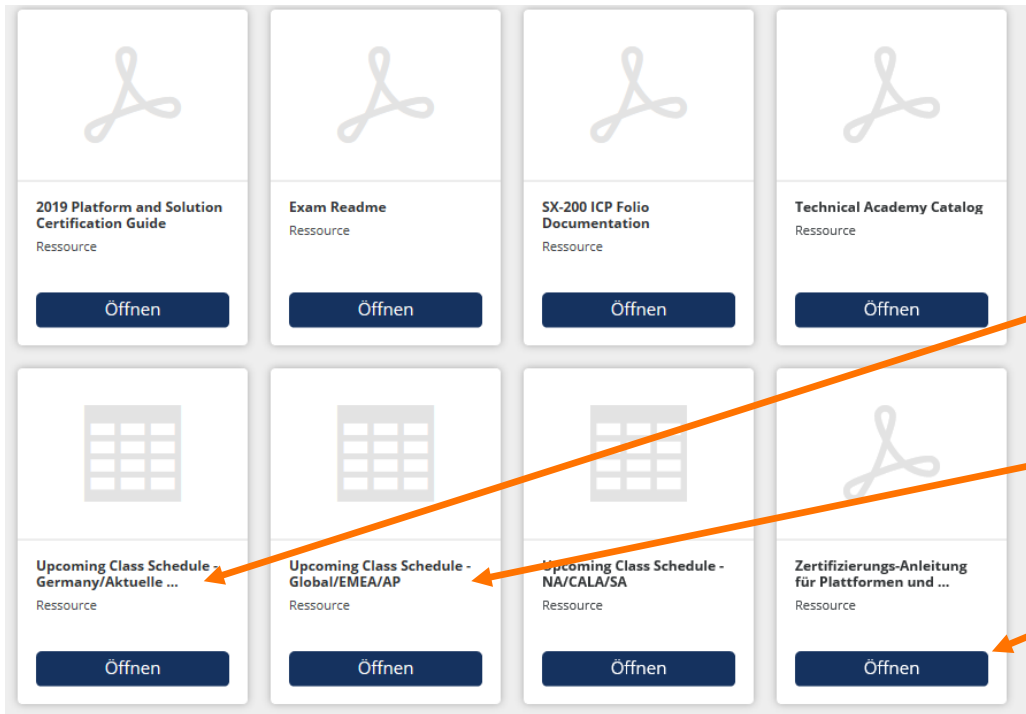 2019 Platform and Solution
Certification Guide
Ressource
Öffnen
Exam Readme
Ressource
Öffnen
SX-200 ICP Folio
Documentation
Ressource
Öffnen
Technical Academy Catalog
Ressource
Öffnen
Upcoming Class Schedule -
Germany/Aktuelle ...
Ressource
Öffnen
Upcoming Class Schedule -
Global/EMEA/AP
Ressource
Öffnen
Upcoming Class Schedule -
NA/CALA/SA
Ressource
Öffnen
Zertifizierungs-Anleitung
für Plattformen und ...
Ressource
Öffnen